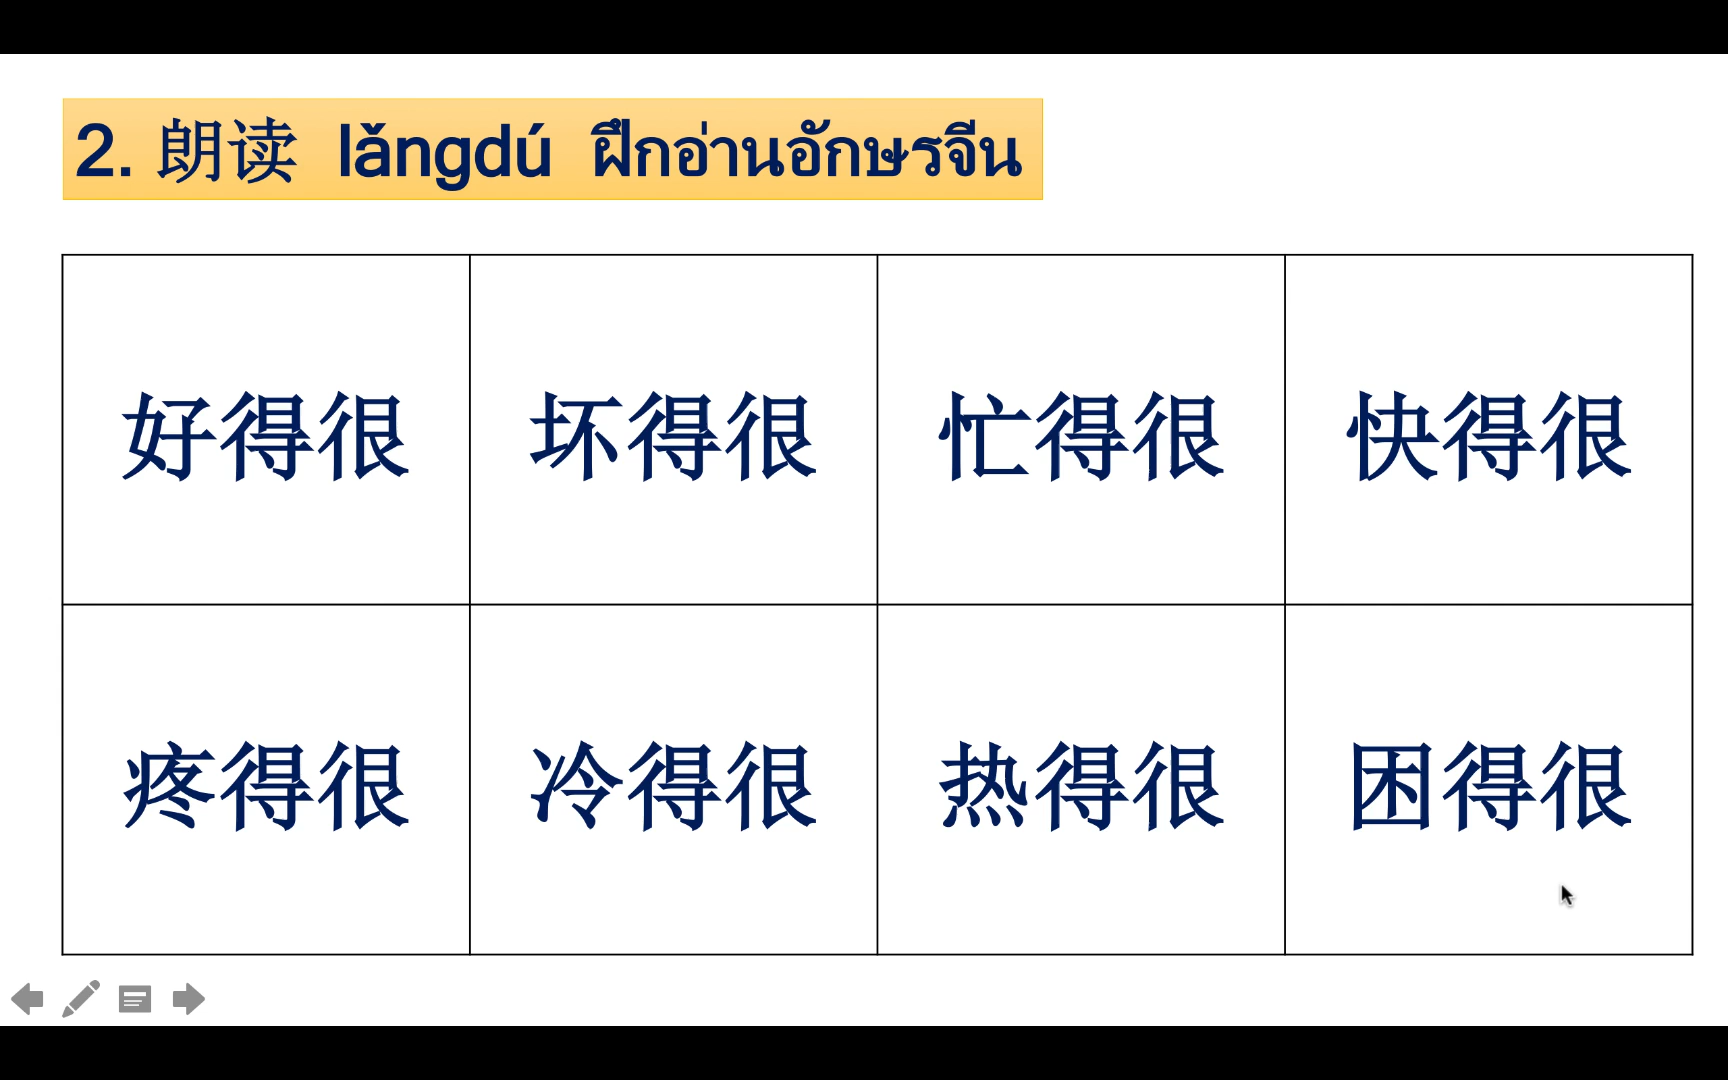 2. 朗读 lǎngdú ฝึกอ่านอักษรจีน
好得很 坏得很 忙得很 快得很
疼得很 冷得很 热得很 困得很